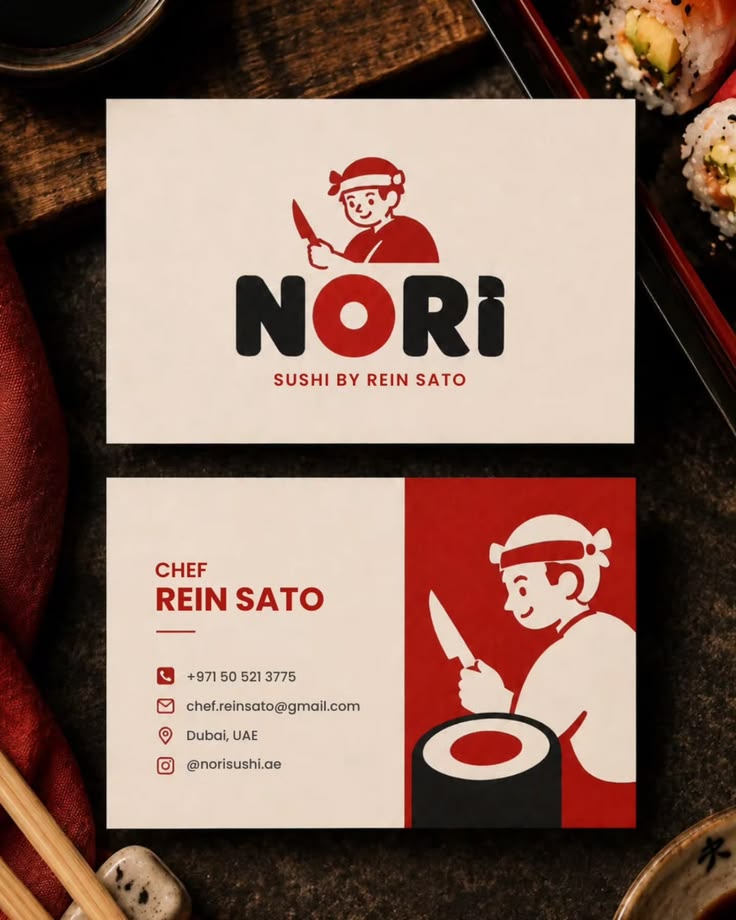 NORi
SUSHI BY REIN SATO
CHEF
REIN SATO
+971 50 521 3775
chef.reinsato@gmail.com
Dubai, UAE
@norisushi.ae